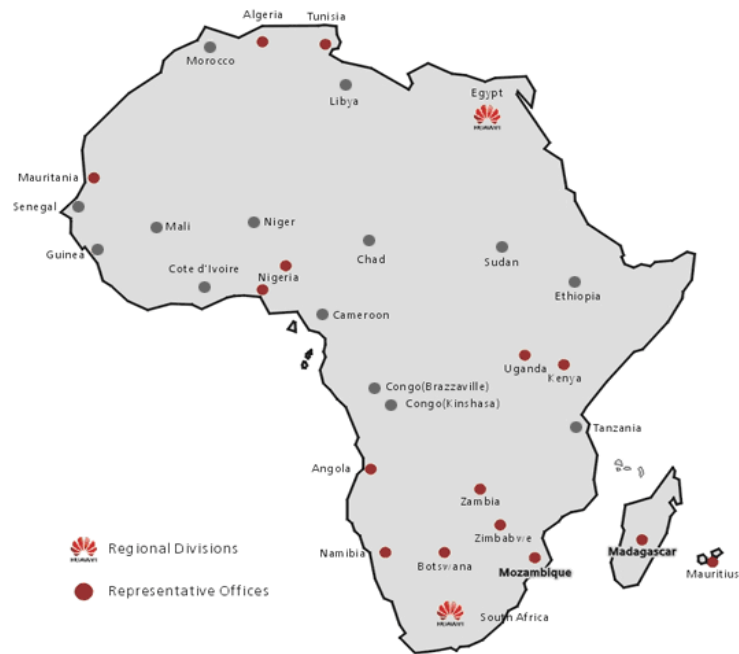 Algeria
Tunisia
Morocco
Libya
Egypt
HUAWEI
Mauritania
Senegal
Mali
Niger
Guinea
Cote d'Ivoire
Nigeria
Chad
Sudan
Ethiopia
Cameroon
Uganda
Kenya
Congo(Brazzaville)
Congo(Kinshasa)
Tanzania
Angola
Zambia
Zimbabwe
Namibia
Botswana
Mozambique
Madagascar
Mauritius
HUAWEI
South Africa
HUAWEI
Regional Divisions
Representative Offices